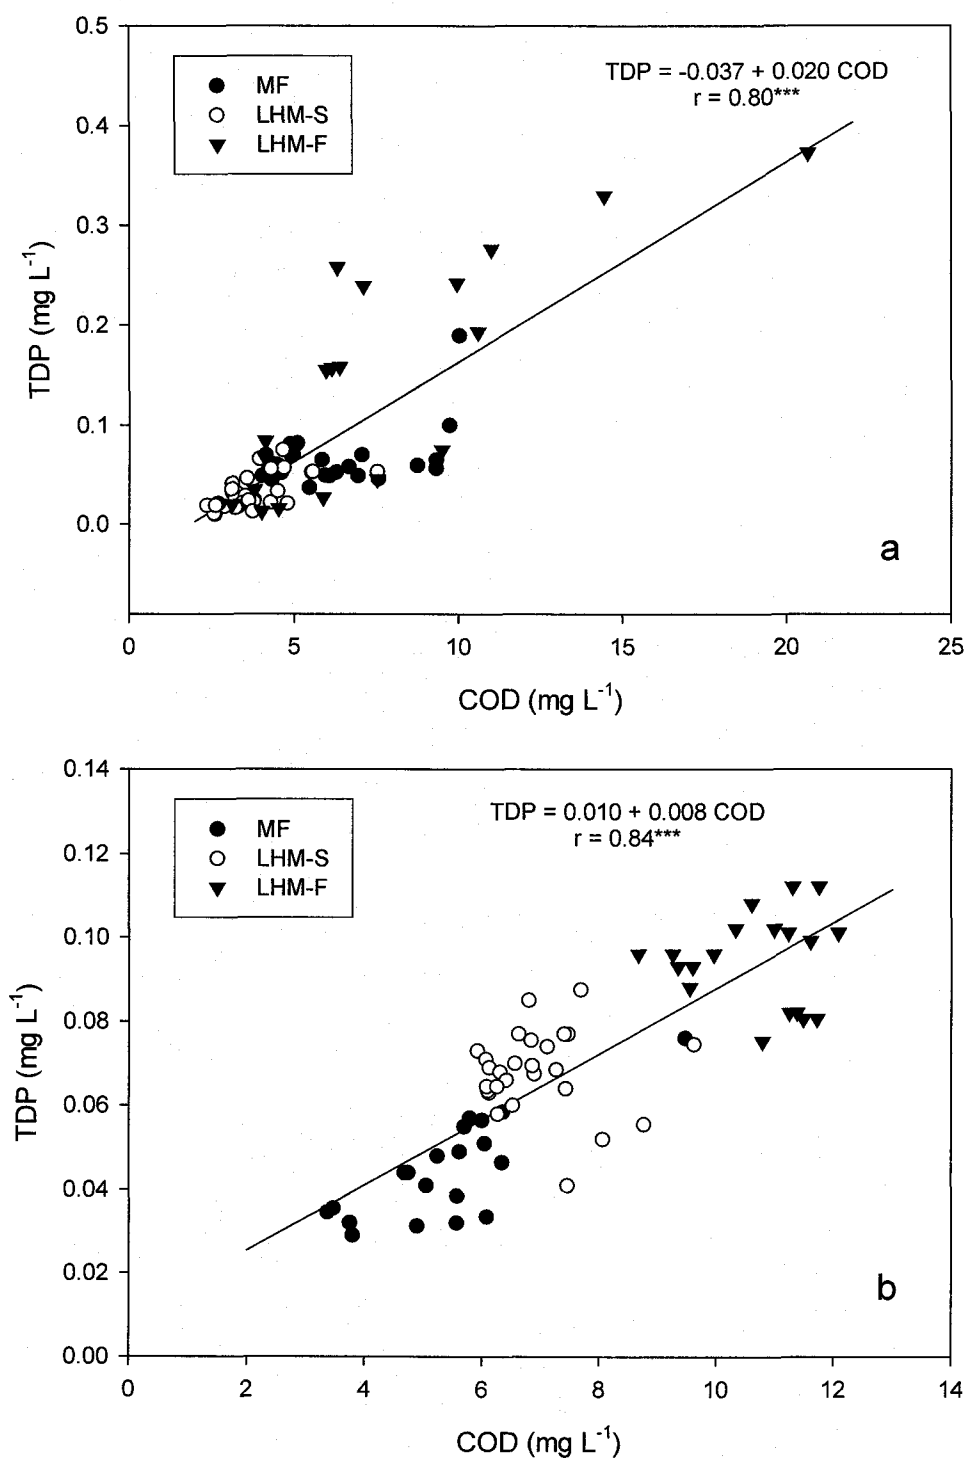 0.5
0.4
0.3
0.2
0.1
0.0
TDP (mg L⁻¹)
MF
LHM-S
LHM-F
TDP = -0.037 + 0.020 COD
r = 0.80***
a
0 5 10 15 20 25
COD (mg L⁻¹)
0.14
0.12
0.10
0.08
0.06
0.04
0.02
0.00
TDP (mg L⁻¹)
MF
LHM-S
LHM-F
TDP = 0.010 + 0.008 COD
r = 0.84***
b
0 2 4 6 8 10 12 14
COD (mg L⁻¹)